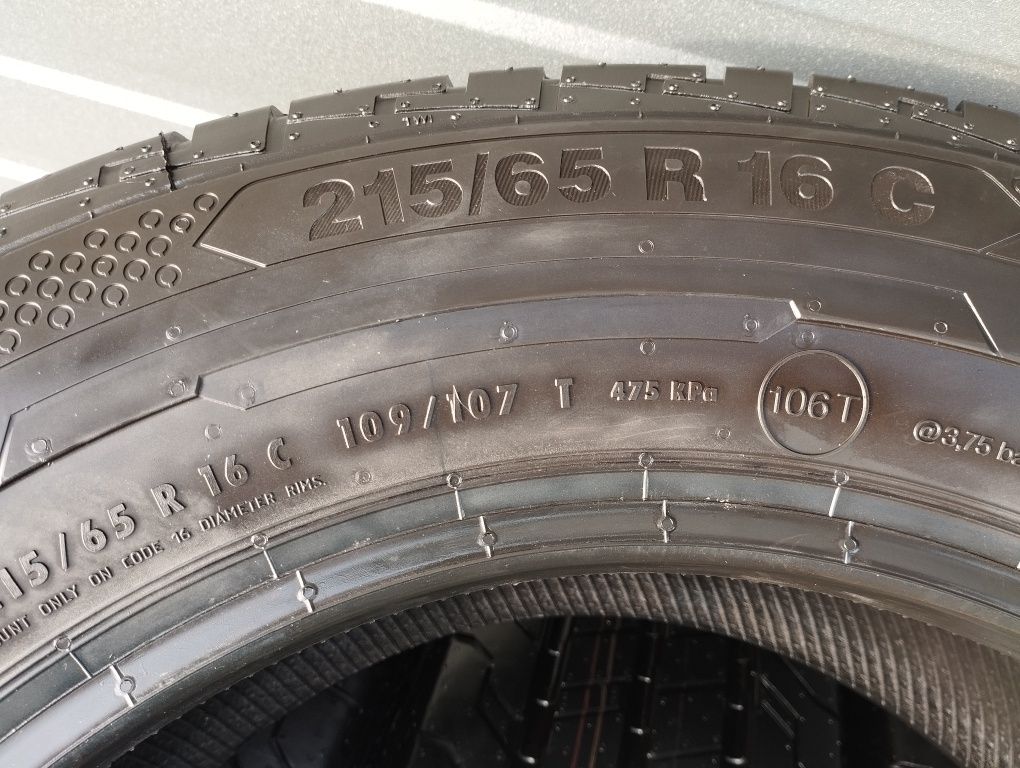 TWI
215/65 R 16 C
215/65 R 16 C 109/107 T 475 KPa 106T @3,75 ba
MOUNT ONLY ON CODE 16 DIAMETER RIMS.